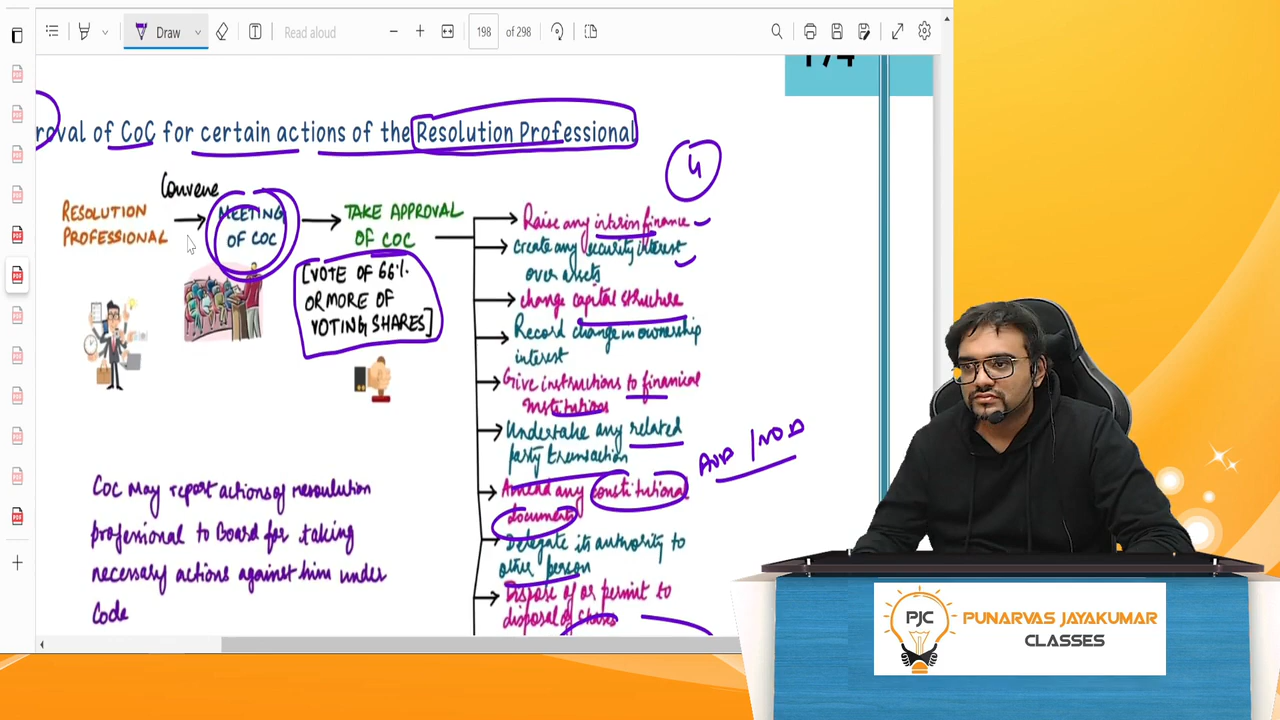 Draw
Read aloud
198 of 298
174
roval of CoC for certain actions of the Resolution Professional
4
Convene
RESOLUTION
PROFESSIONAL
MEETING
OF COC
TAKE APPROVAL
OF COC
[VOTE OF 66%
OR MORE OF
VOTING SHARES]
Raise any interim finance
Create any security interest
over assets
change capital structure
Record change in ownership
interest
Give instructions to financial
Institutions
Undertake any related
party transaction
Amend any constitutional
documents
AOA / MOA
Delegate its authority to
other person
Dispose of or permit to
disposal of shares
CoC may report actions of resolution
professional to Board for taking
necessary actions against him under
Code
PJC
PUNARVAS JAYAKUMAR
CLASSES